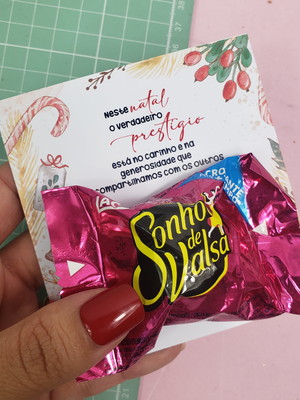 Neste natal
o verdadeiro
prestígio
está no carinho e na
generosidade que
compartilhamos com os outros
Sonho
de
Valsa